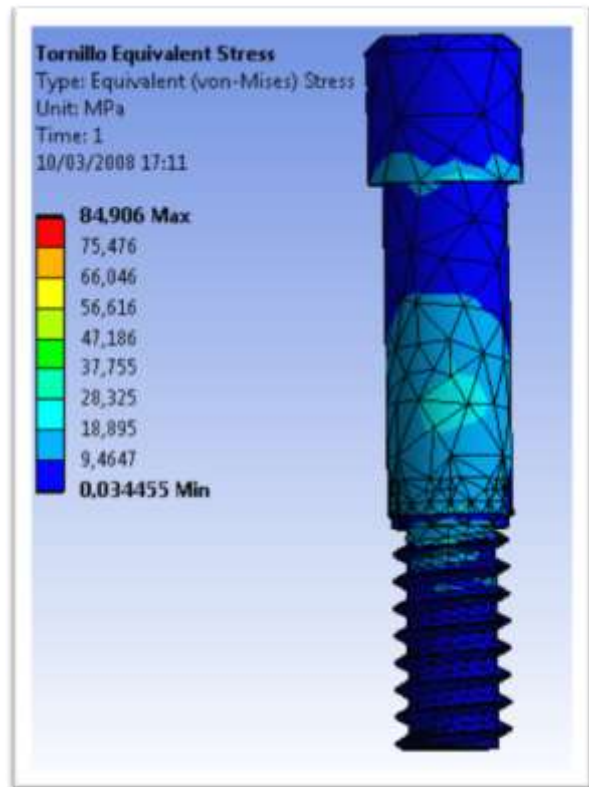 Tornillo Equivalent Stress
Type: Equivalent (von-Mises) Stress
Unit: MPa
Time: 1
10/03/2008 17:11
84,906 Max
75,476
66,046
56,616
47,186
37,755
28,325
18,895
9,4647
0,034455 Min